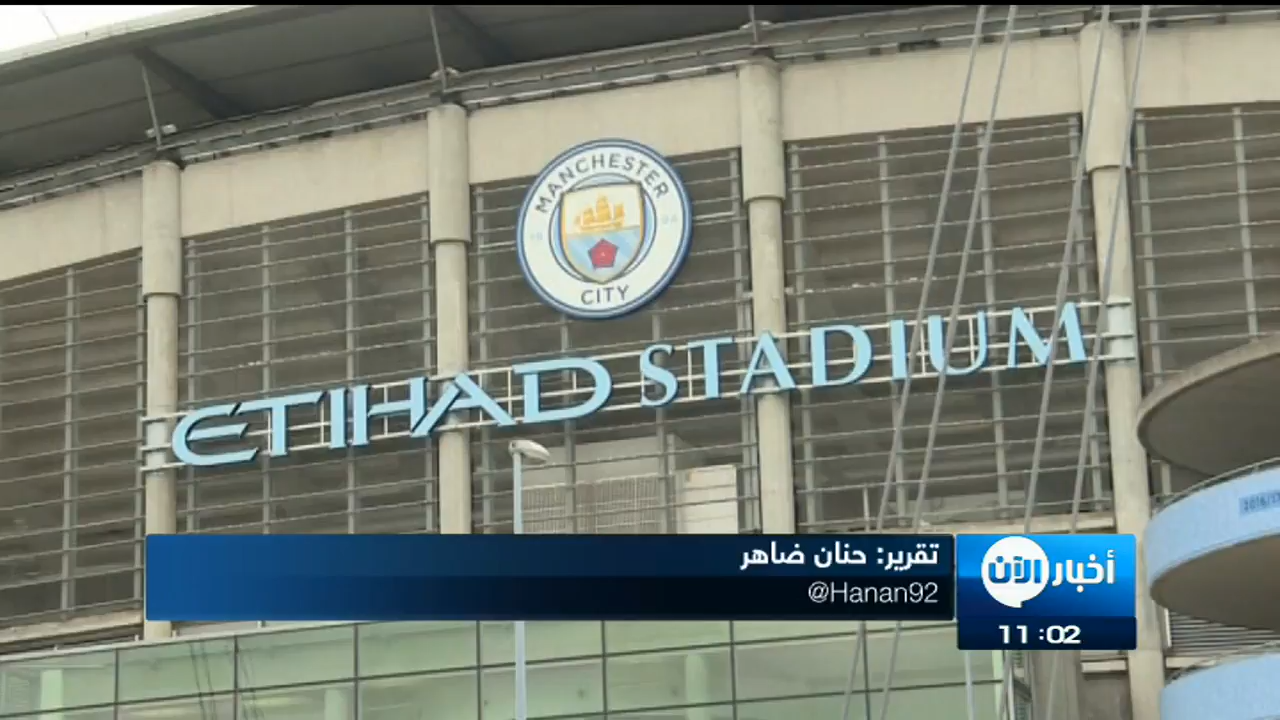 MANCHESTER
CITY
ETIHAD STADIUM
تقرير: حنان ضاهر
@Hanan92
أخبار الآن
11:02